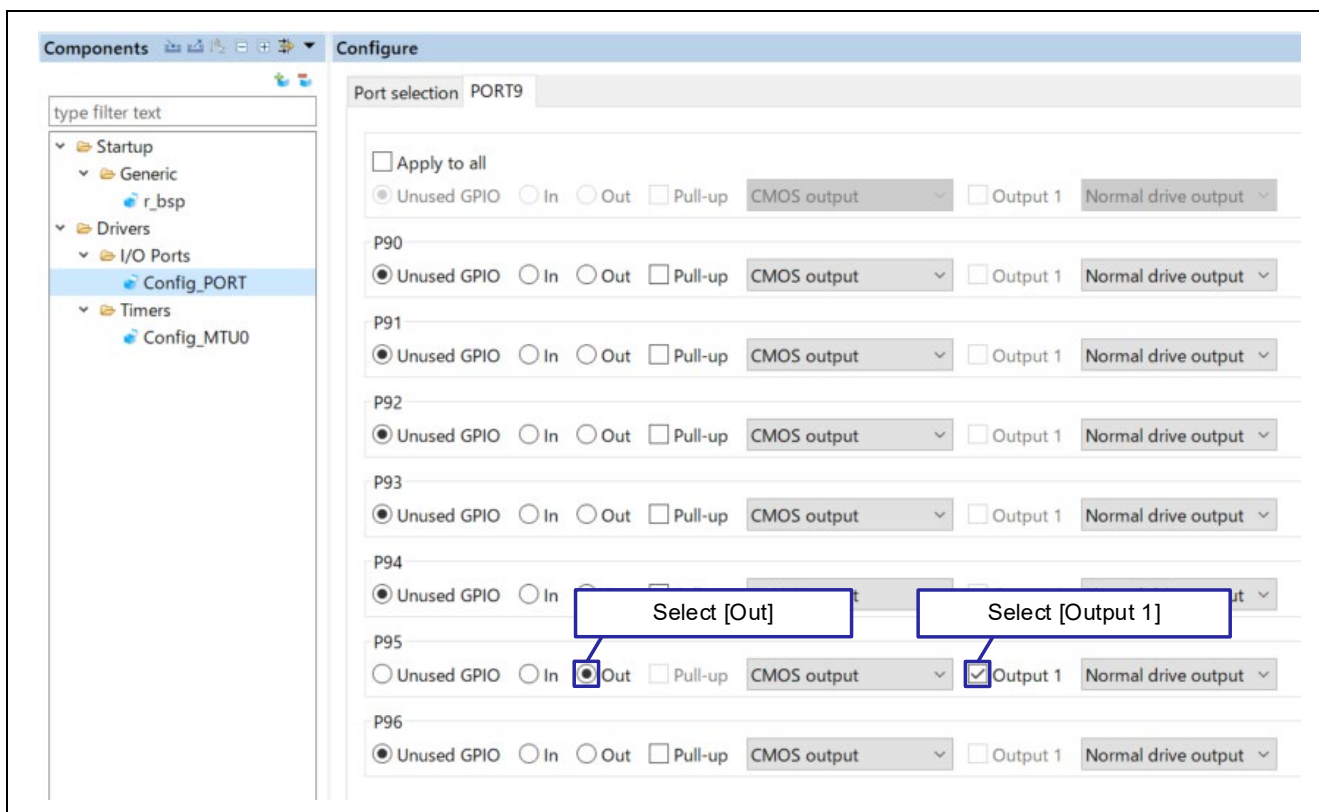 Components
Configure
type filter text
Startup
Generic
r_bsp
Drivers
I/O Ports
Config_PORT
Timers
Config_MTU0
Port selection PORT9
Apply to all
Unused GPIO In Out Pull-up CMOS output Output 1 Normal drive output
P90
Unused GPIO In Out Pull-up CMOS output Output 1 Normal drive output
P91
Unused GPIO In Out Pull-up CMOS output Output 1 Normal drive output
P92
Unused GPIO In Out Pull-up CMOS output Output 1 Normal drive output
P93
Unused GPIO In Out Pull-up CMOS output Output 1 Normal drive output
P94
Unused GPIO In
Select [Out] Select [Output 1]
P95
Unused GPIO In Out Pull-up CMOS output Output 1 Normal drive output
P96
Unused GPIO In Out Pull-up CMOS output Output 1 Normal drive output